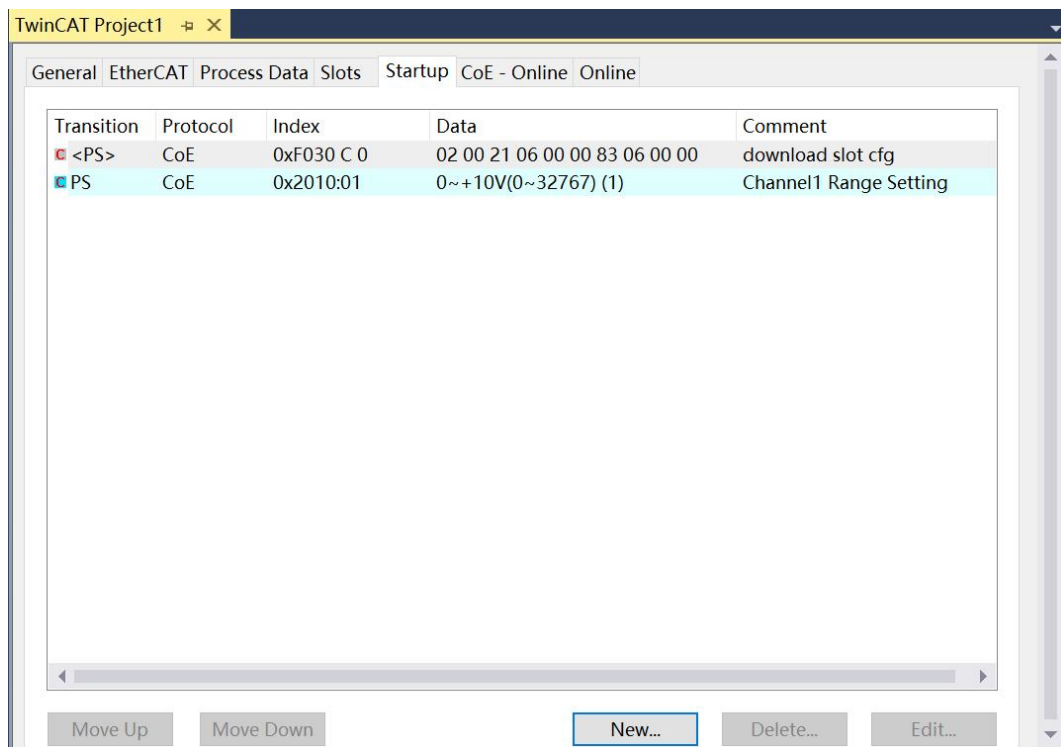 TwinCAT Project1
General EtherCAT Process Data Slots Startup CoE - Online Online
Transition Protocol Index Data Comment
C <PS> CoE 0xF030 C 0 02 00 21 06 00 00 83 06 00 00 download slot cfg
C PS CoE 0x2010:01 0~+10V(0~32767) (1) Channel1 Range Setting
Move Up Move Down New... Delete... Edit...